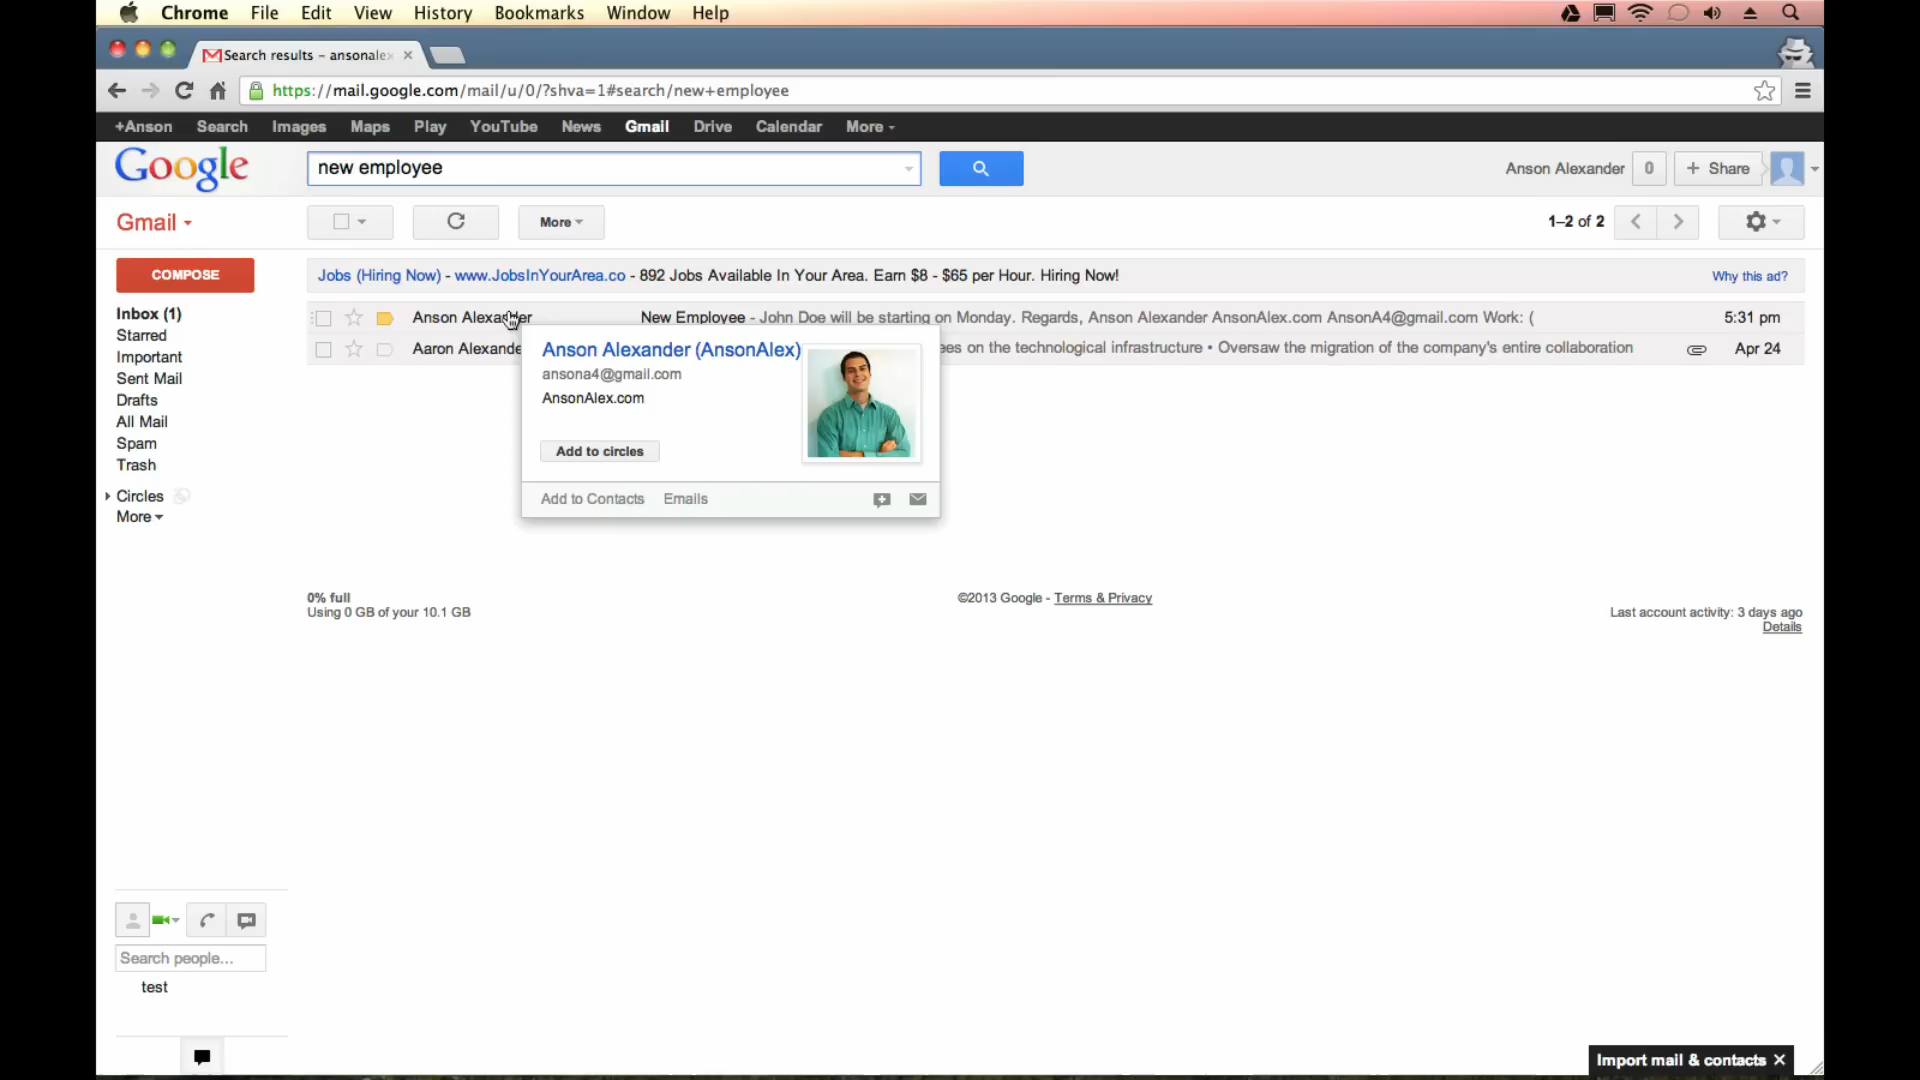 Chrome File Edit View History Bookmarks Window Help
Search results - ansonalex
https://mail.google.com/mail/u/0/?shva=1#search/new+employee
+Anson Search Images Maps Play YouTube News Gmail Drive Calendar More
Google new employee Anson Alexander 0 + Share
Gmail More 1–2 of 2
COMPOSE
Jobs (Hiring Now) - www.JobsInYourArea.co - 892 Jobs Available In Your Area. Earn $8 - $65 per Hour. Hiring Now! Why this ad?
Inbox (1)
Starred
Important
Sent Mail
Drafts
All Mail
Spam
Trash
Circles
More
Anson Alexander New Employee - John Doe will be starting on Monday. Regards, Anson Alexander AnsonAlex.com AnsonA4@gmail.com Work: ( 5:31 pm
Aaron Alexande ees on the technological infrastructure • Oversaw the migration of the company's entire collaboration Apr 24
Anson Alexander (AnsonAlex)
ansona4@gmail.com
AnsonAlex.com
Add to circles
Add to Contacts Emails
0% full
Using 0 GB of your 10.1 GB
©2013 Google - Terms & Privacy
Last account activity: 3 days ago
Details
Search people...
test
Import mail & contacts ×